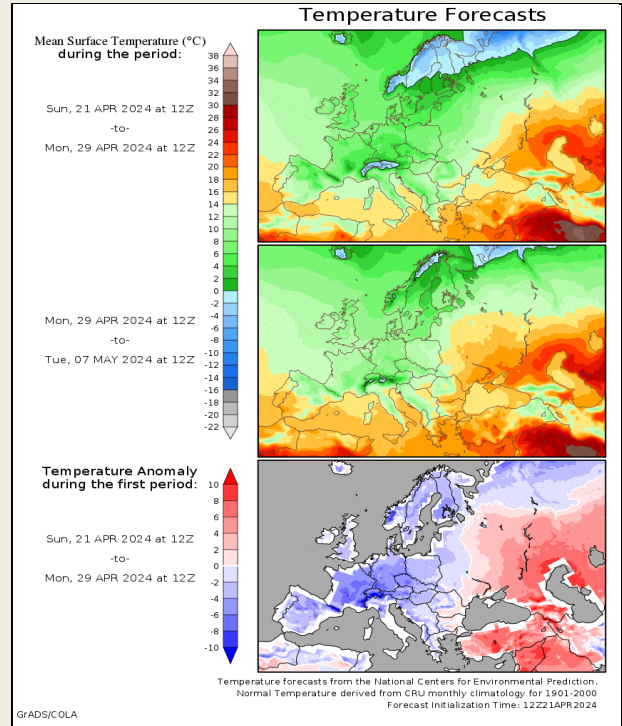 Temperature Forecasts
Mean Surface Temperature (°C)
during the period:
Sun, 21 APR 2024 at 12Z
-to-
Mon, 29 APR 2024 at 12Z
38
36
34
32
30
28
26
24
22
20
18
16
14
12
10
8
6
4
2
0
-2
-4
-6
-8
-10
-12
-14
-16
-18
-20
-22
Mon, 29 APR 2024 at 12Z
-to-
Tue, 07 MAY 2024 at 12Z
Temperature Anomaly
during the first period:
Sun, 21 APR 2024 at 12Z
-to-
Mon, 29 APR 2024 at 12Z
10
8
6
4
2
0
-2
-4
-6
-8
-10
Temperature forecasts from the National Centers for Environmental Prediction.
Normal Temperature derived from CRU monthly climatology for 1901-2000
Forecast Initialization Time: 12Z21APR2024
GrADS/COLA